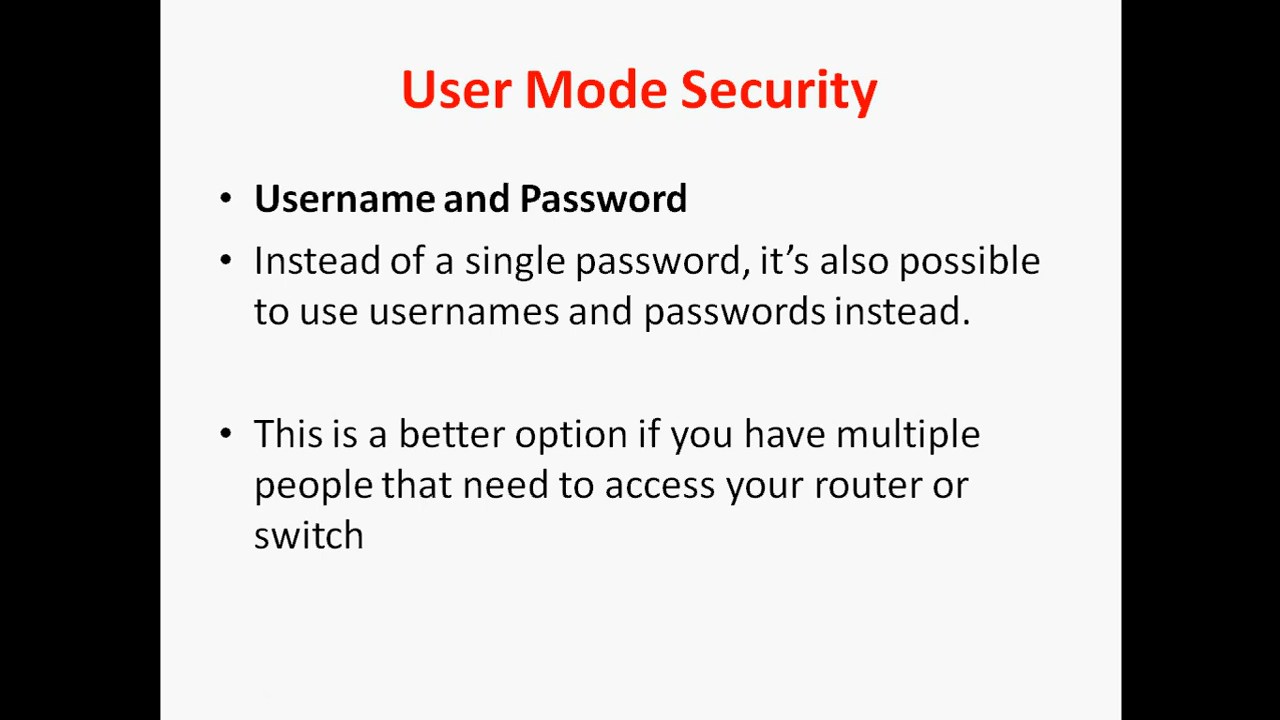 User Mode Security
• Username and Password
• Instead of a single password, it’s also possible
to use usernames and passwords instead.
• This is a better option if you have multiple
people that need to access your router or
switch